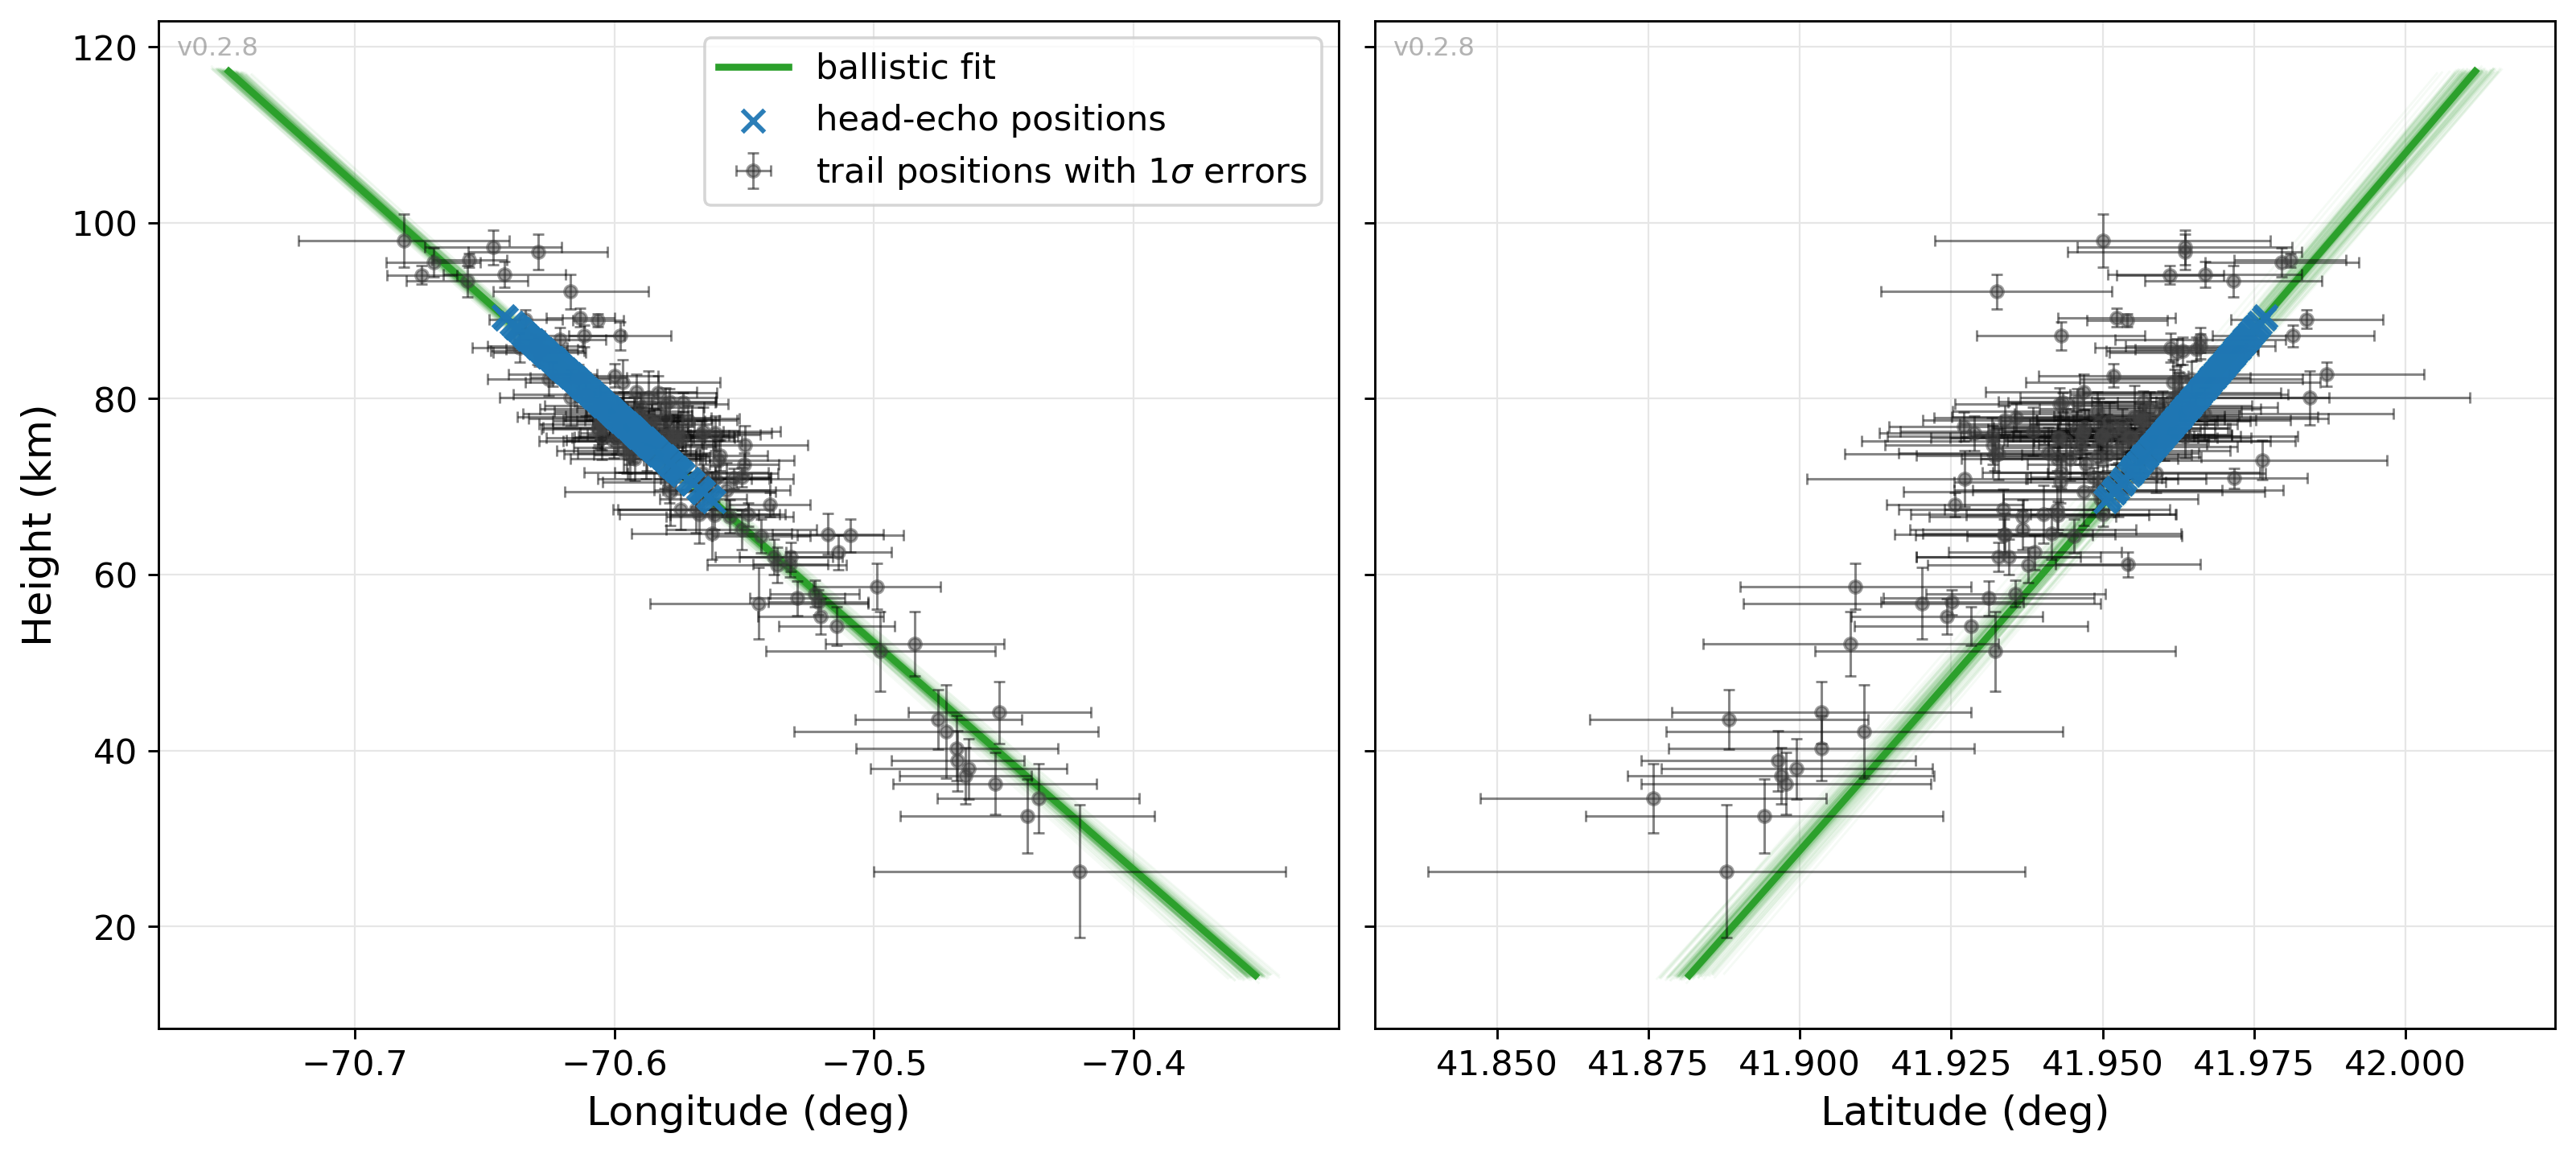 v0.2.8
ballistic fit
head-echo positions
trail positions with 1σ errors
120
100
80
60
40
20
Height (km)
−70.7 −70.6 −70.5 −70.4
Longitude (deg)
v0.2.8
41.850 41.875 41.900 41.925 41.950 41.975 42.000
Latitude (deg)